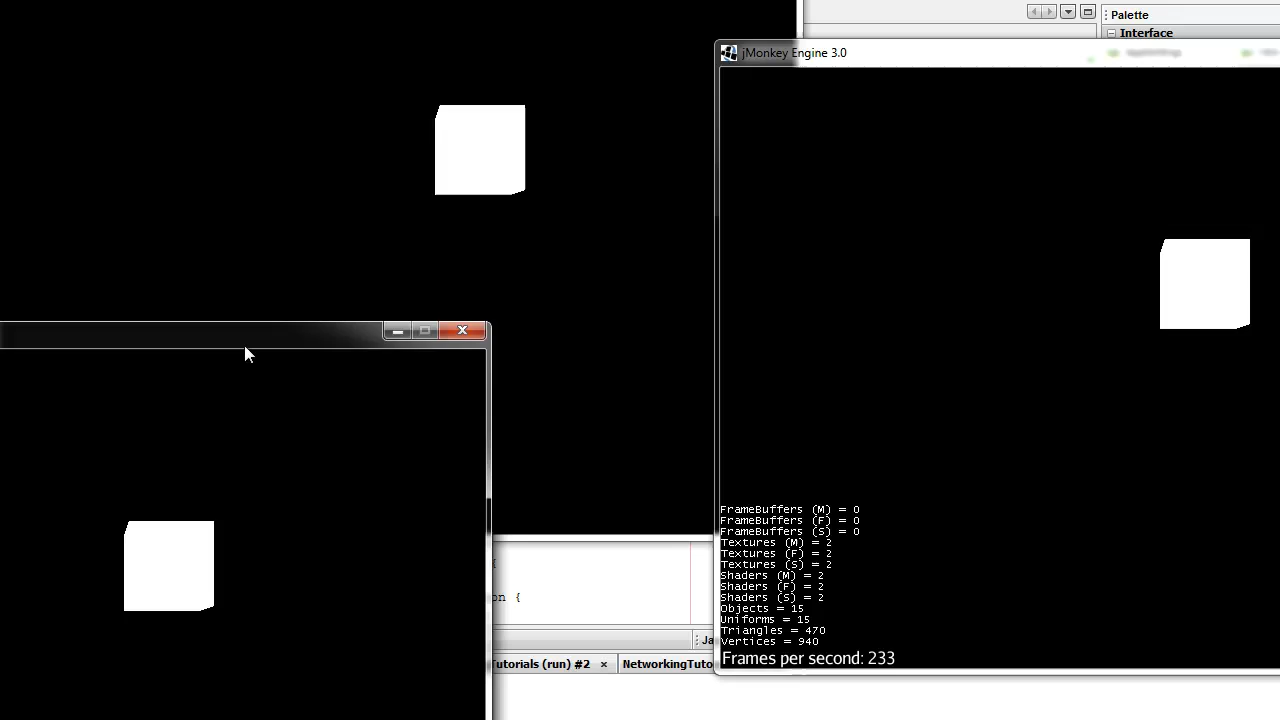 Palette
Interface
jMonkey Engine 3.0
FrameBuffers (M) = 0
FrameBuffers (F) = 0
FrameBuffers (S) = 0
Textures (M) = 2
Textures (F) = 2
Textures (S) = 2
Shaders (M) = 2
Shaders (F) = 2
Shaders (S) = 2
Objects = 15
Uniforms = 15
Triangles = 470
Vertices = 940
Frames per second: 233
{
on {
Ja
Tutorials (run) #2
NetworkingTuto